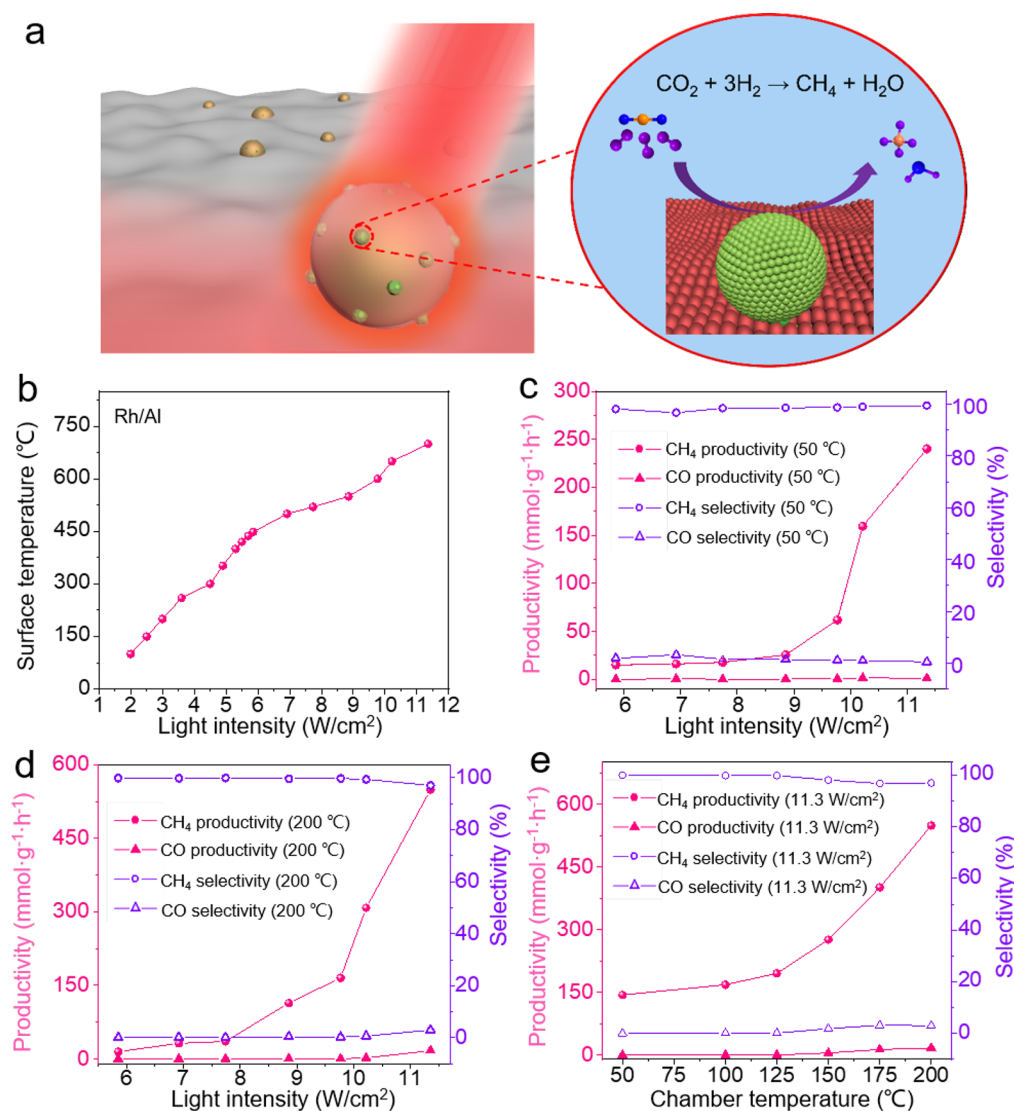 a
CO₂ + 3H₂ → CH₄ + H₂O
b
Rh/Al
750
600
450
300
150
0
Surface temperature (℃)
2 3 4 5 6 7 8 9 10 11 12
Light intensity (W/cm²)
c
300
250
200
150
100
50
25
0
Productivity (mmol·g⁻¹·h⁻¹)
CH₄ productivity (50 ℃)
CO productivity (50 ℃)
CH₄ selectivity (50 ℃)
CO selectivity (50 ℃)
100
80
60
40
20
0
Selectivity (%)
6 7 8 9 10 11
Light intensity (W/cm²)
d
600
450
300
150
0
Productivity (mmol·g⁻¹·h⁻¹)
CH₄ productivity (200 ℃)
CO productivity (200 ℃)
CH₄ selectivity (200 ℃)
CO selectivity (200 ℃)
100
80
60
40
20
0
Selectivity (%)
6 7 8 9 10 11
Light intensity (W/cm²)
e
600
450
300
150
0
Productivity (mmol·g⁻¹·h⁻¹)
CH₄ productivity (11.3 W/cm²)
CO productivity (11.3 W/cm²)
CH₄ selectivity (11.3 W/cm²)
CO selectivity (11.3 W/cm²)
100
80
60
40
20
0
Selectivity (%)
50 75 100 125 150 175 200
Chamber temperature (℃)